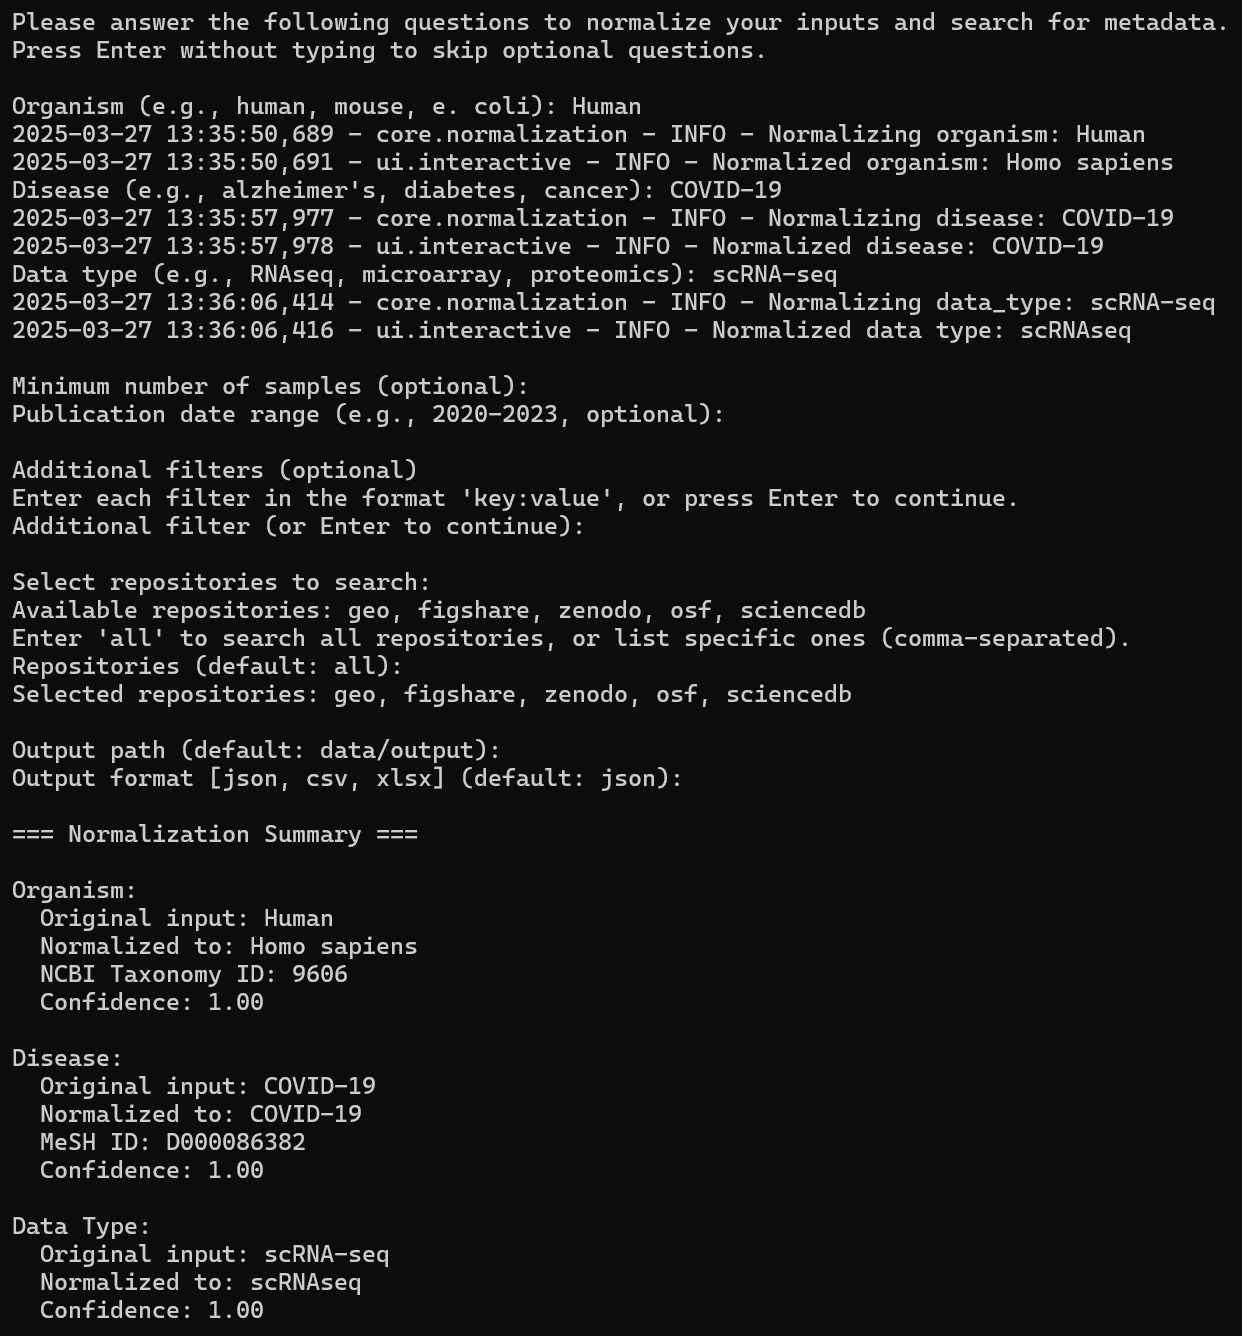 Please answer the following questions to normalize your inputs and search for metadata.
Press Enter without typing to skip optional questions.

Organism (e.g., human, mouse, e. coli): Human
2025-03-27 13:35:50,689 - core.normalization - INFO - Normalizing organism: Human
2025-03-27 13:35:50,691 - ui.interactive - INFO - Normalized organism: Homo sapiens
Disease (e.g., alzheimer's, diabetes, cancer): COVID-19
2025-03-27 13:35:57,977 - core.normalization - INFO - Normalizing disease: COVID-19
2025-03-27 13:35:57,978 - ui.interactive - INFO - Normalized disease: COVID-19
Data type (e.g., RNAseq, microarray, proteomics): scRNA-seq
2025-03-27 13:36:06,414 - core.normalization - INFO - Normalizing data_type: scRNA-seq
2025-03-27 13:36:06,416 - ui.interactive - INFO - Normalized data type: scRNAseq

Minimum number of samples (optional):
Publication date range (e.g., 2020-2023, optional):

Additional filters (optional)
Enter each filter in the format 'key:value', or press Enter to continue.
Additional filter (or Enter to continue):

Select repositories to search:
Available repositories: geo, figshare, zenodo, osf, sciencedb
Enter 'all' to search all repositories, or list specific ones (comma-separated).
Repositories (default: all):
Selected repositories: geo, figshare, zenodo, osf, sciencedb

Output path (default: data/output):
Output format [json, csv, xlsx] (default: json):

=== Normalization Summary ===

Organism:
  Original input: Human
  Normalized to: Homo sapiens
  NCBI Taxonomy ID: 9606
  Confidence: 1.00

Disease:
  Original input: COVID-19
  Normalized to: COVID-19
  MeSH ID: D000086382
  Confidence: 1.00

Data Type:
  Original input: scRNA-seq
  Normalized to: scRNAseq
  Confidence: 1.00